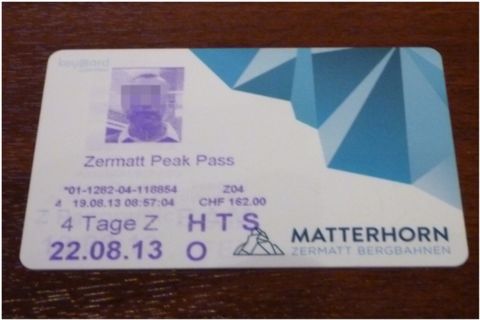 keycard
Zermatt Peak Pass
*01-1282-04-118854 Z04
4 19.08.13 08:57:04 CHF 162.00
4 Tage Z H T S
22.08.13 O
MATTERHORN
ZERMATT BERGBAHNEN